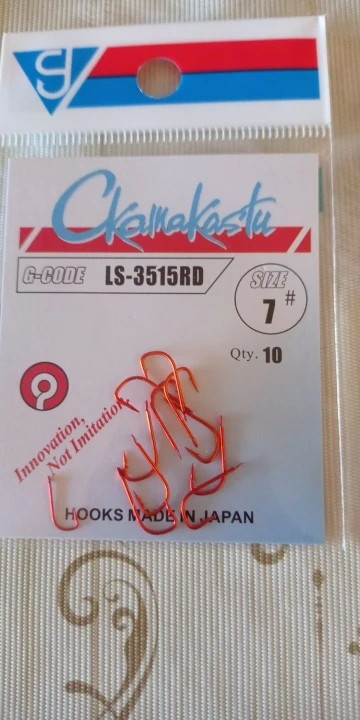 g
Ckamakastu
G-CODE LS-3515RD
SIZE
7#
Qty. 10
Innovation,
Not Imitation.
HOOKS MADE IN JAPAN